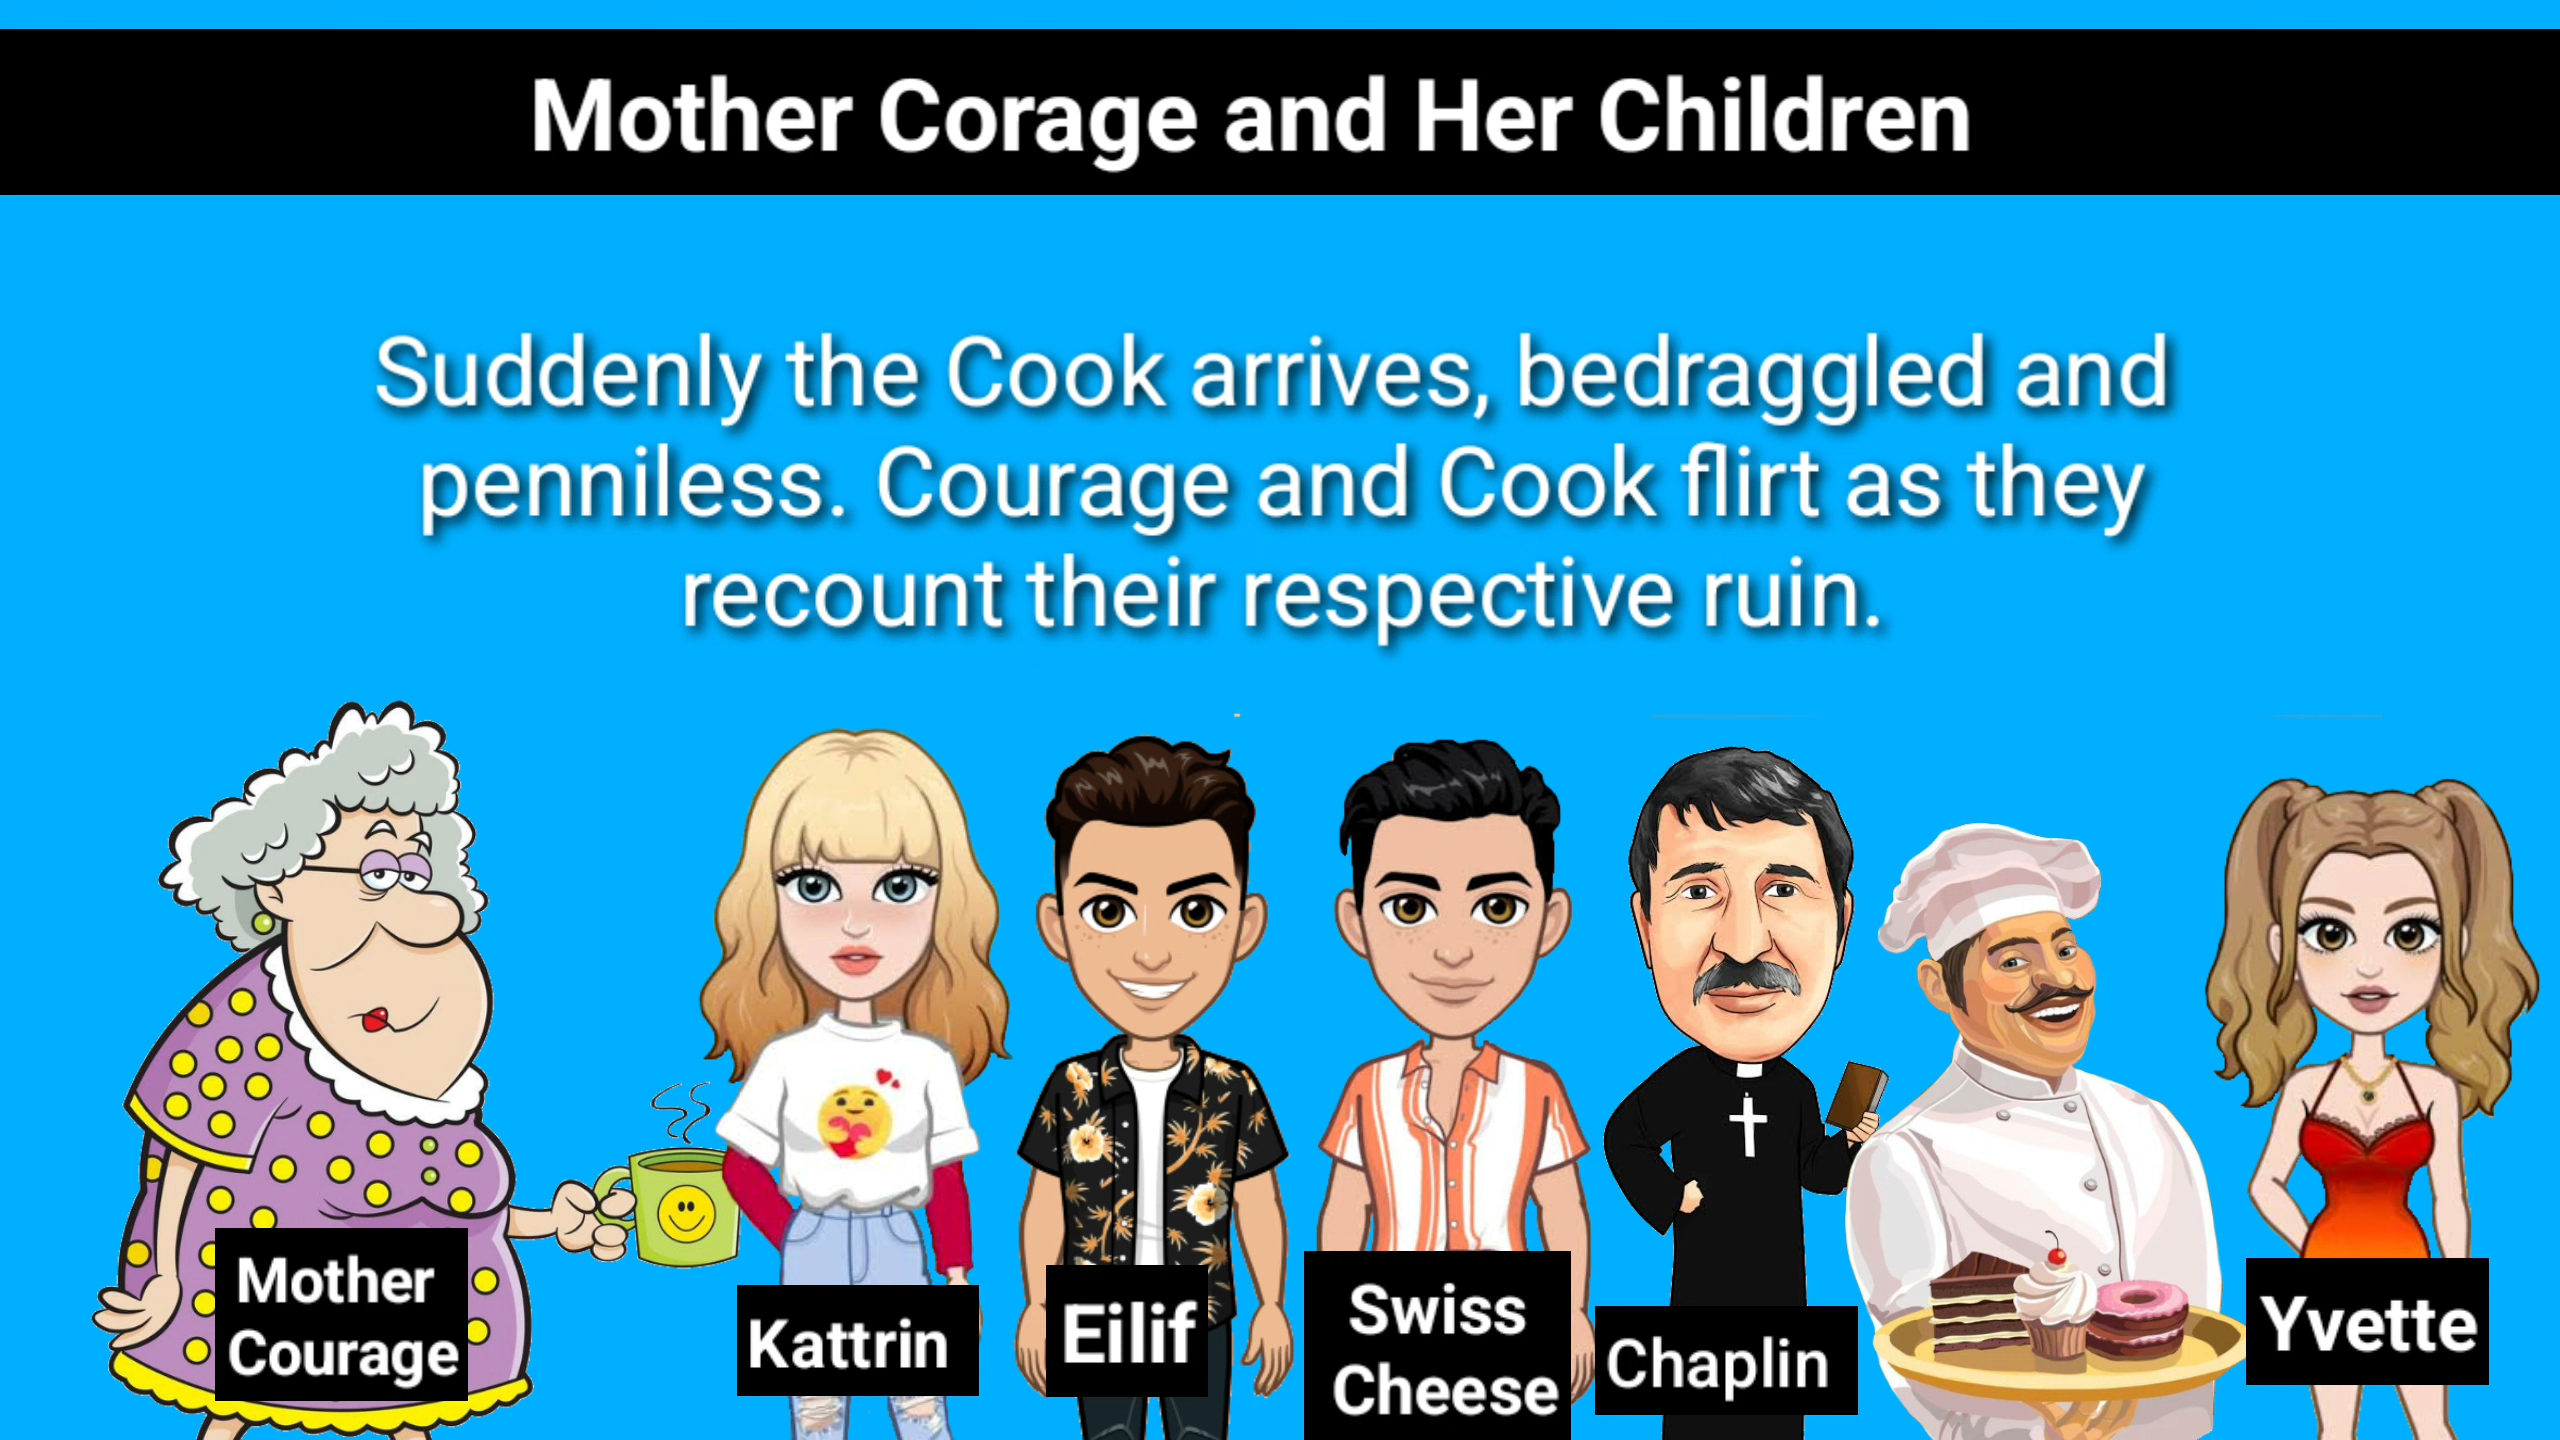 Mother Corage and Her Children
Suddenly the Cook arrives, bedraggled and
penniless. Courage and Cook flirt as they
recount their respective ruin.
Mother
Courage
Kattrin
Eilif
Swiss
Cheese
Chaplin
Yvette